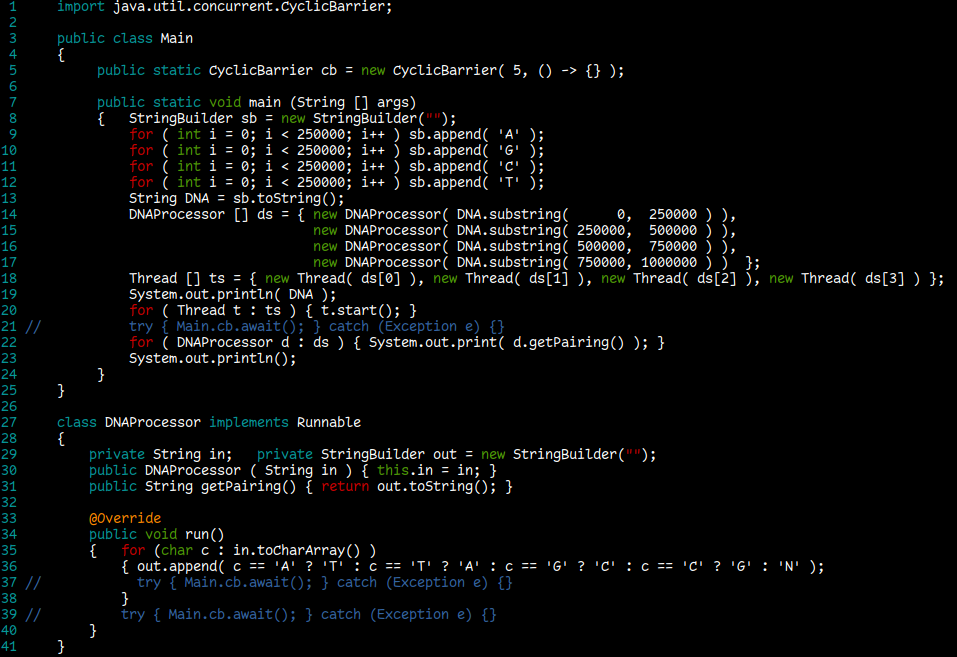 1 import java.util.concurrent.CyclicBarrier;
2
3 public class Main
4 {
5 public static CyclicBarrier cb = new CyclicBarrier( 5, () -> {} );
6
7 public static void main (String [] args)
8 { StringBuilder sb = new StringBuilder("");
9 for ( int i = 0; i < 250000; i++ ) sb.append( 'A' );
10 for ( int i = 0; i < 250000; i++ ) sb.append( 'G' );
11 for ( int i = 0; i < 250000; i++ ) sb.append( 'C' );
12 for ( int i = 0; i < 250000; i++ ) sb.append( 'T' );
13 String DNA = sb.toString();
14 DNAProcessor [] ds = { new DNAProcessor( DNA.substring( 0, 250000 ) ),
15 new DNAProcessor( DNA.substring( 250000, 500000 ) ),
16 new DNAProcessor( DNA.substring( 500000, 750000 ) ),
17 new DNAProcessor( DNA.substring( 750000, 1000000 ) ) };
18 Thread [] ts = { new Thread( ds[0] ), new Thread( ds[1] ), new Thread( ds[2] ), new Thread( ds[3] ) };
19 System.out.println( DNA );
20 for ( Thread t : ts ) { t.start(); }
21 // try { Main.cb.await(); } catch (Exception e) {}
22 for ( DNAProcessor d : ds ) { System.out.print( d.getPairing() ); }
23 System.out.println();
24 }
25 }
26
27 class DNAProcessor implements Runnable
28 {
29 private String in; private StringBuilder out = new StringBuilder("");
30 public DNAProcessor ( String in ) { this.in = in; }
31 public String getPairing() { return out.toString(); }
32
33 @Override
34 public void run()
35 { for (char c : in.toCharArray() )
36 { out.append( c == 'A' ? 'T' : c == 'T' ? 'A' : c == 'G' ? 'C' : c == 'C' ? 'G' : 'N' );
37 // try { Main.cb.await(); } catch (Exception e) {}
38 }
39 // try { Main.cb.await(); } catch (Exception e) {}
40 }
41 }